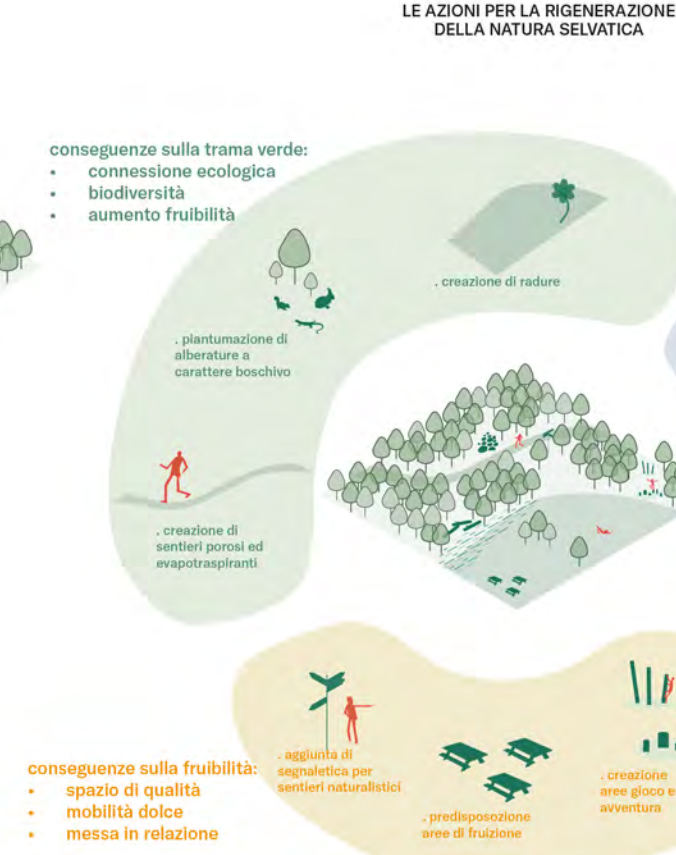 LE AZIONI PER LA RIGENERAZIONE
DELLA NATURA SELVATICA
conseguenze sulla trama verde:
• connessione ecologica
• biodiversità
• aumento fruibilità
. creazione di radure
. piantumazione di
alberature a
carattere boschivo
. creazione di
sentieri porosi ed
evapotraspiranti
conseguenze sulla fruibilità:
• spazio di qualità
• mobilità dolce
• messa in relazione
. aggiunta di
segnaletica per
sentieri naturalistici
. predisposizione
aree di fruizione
. creazione
aree gioco e
avventura